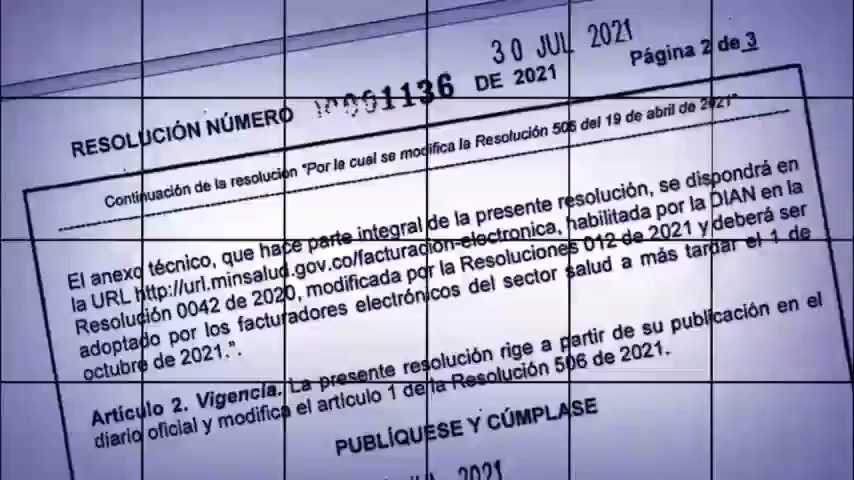 30 JUL 2021
Página 2 de 3
RESOLUCIÓN NÚMERO 00001136 DE 2021
Continuación de la resolución "Por la cual se modifica la Resolución 506 del 19 de abril de 2021"
El anexo técnico, que hace parte integral de la presente resolución, se dispondrá en
la URL http://url.minsalud.gov.co/facturacion-electronica, habilitada por la DIAN en la
Resolución 0042 de 2020, modificada por la Resoluciones 012 de 2021 y deberá ser
adoptado por los facturadores electrónicos del sector salud a más tardar el 1 de
octubre de 2021.".
Artículo 2. Vigencia. La presente resolución rige a partir de su publicación en el
diario oficial y modifica el artículo 1 de la Resolución 506 de 2021.
PUBLÍQUESE Y CÚMPLASE
2021